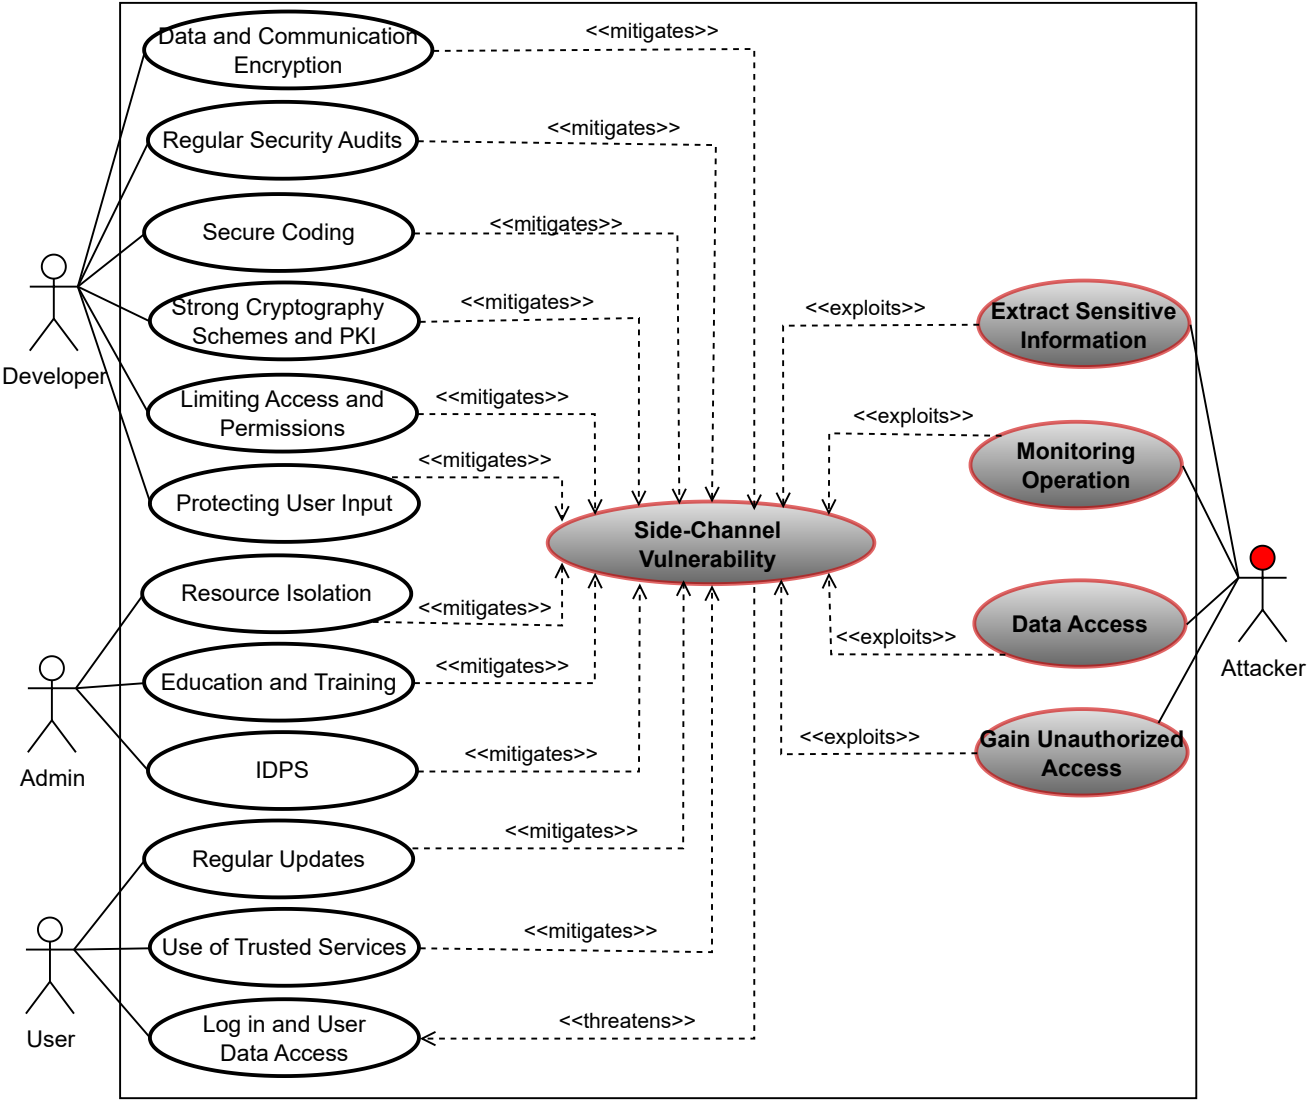 <<mitigates>>
Data and Communication
Encryption
<<mitigates>>
Regular Security Audits
<<mitigates>>
Secure Coding
<<mitigates>>
Strong Cryptography
Schemes and PKI
<<exploits>>
Extract Sensitive
Information
Developer
<<mitigates>>
Limiting Access and
Permissions
<<exploits>>
Monitoring
Operation
<<mitigates>>
Protecting User Input
Side-Channel
Vulnerability
Resource Isolation
<<mitigates>>
Data Access
<<exploits>>
Attacker
<<mitigates>>
Education and Training
Admin
<<mitigates>>
IDPS
<<exploits>>
Gain Unauthorized
Access
<<mitigates>>
Regular Updates
<<mitigates>>
Use of Trusted Services
User
<<threatens>>
Log in and User
Data Access